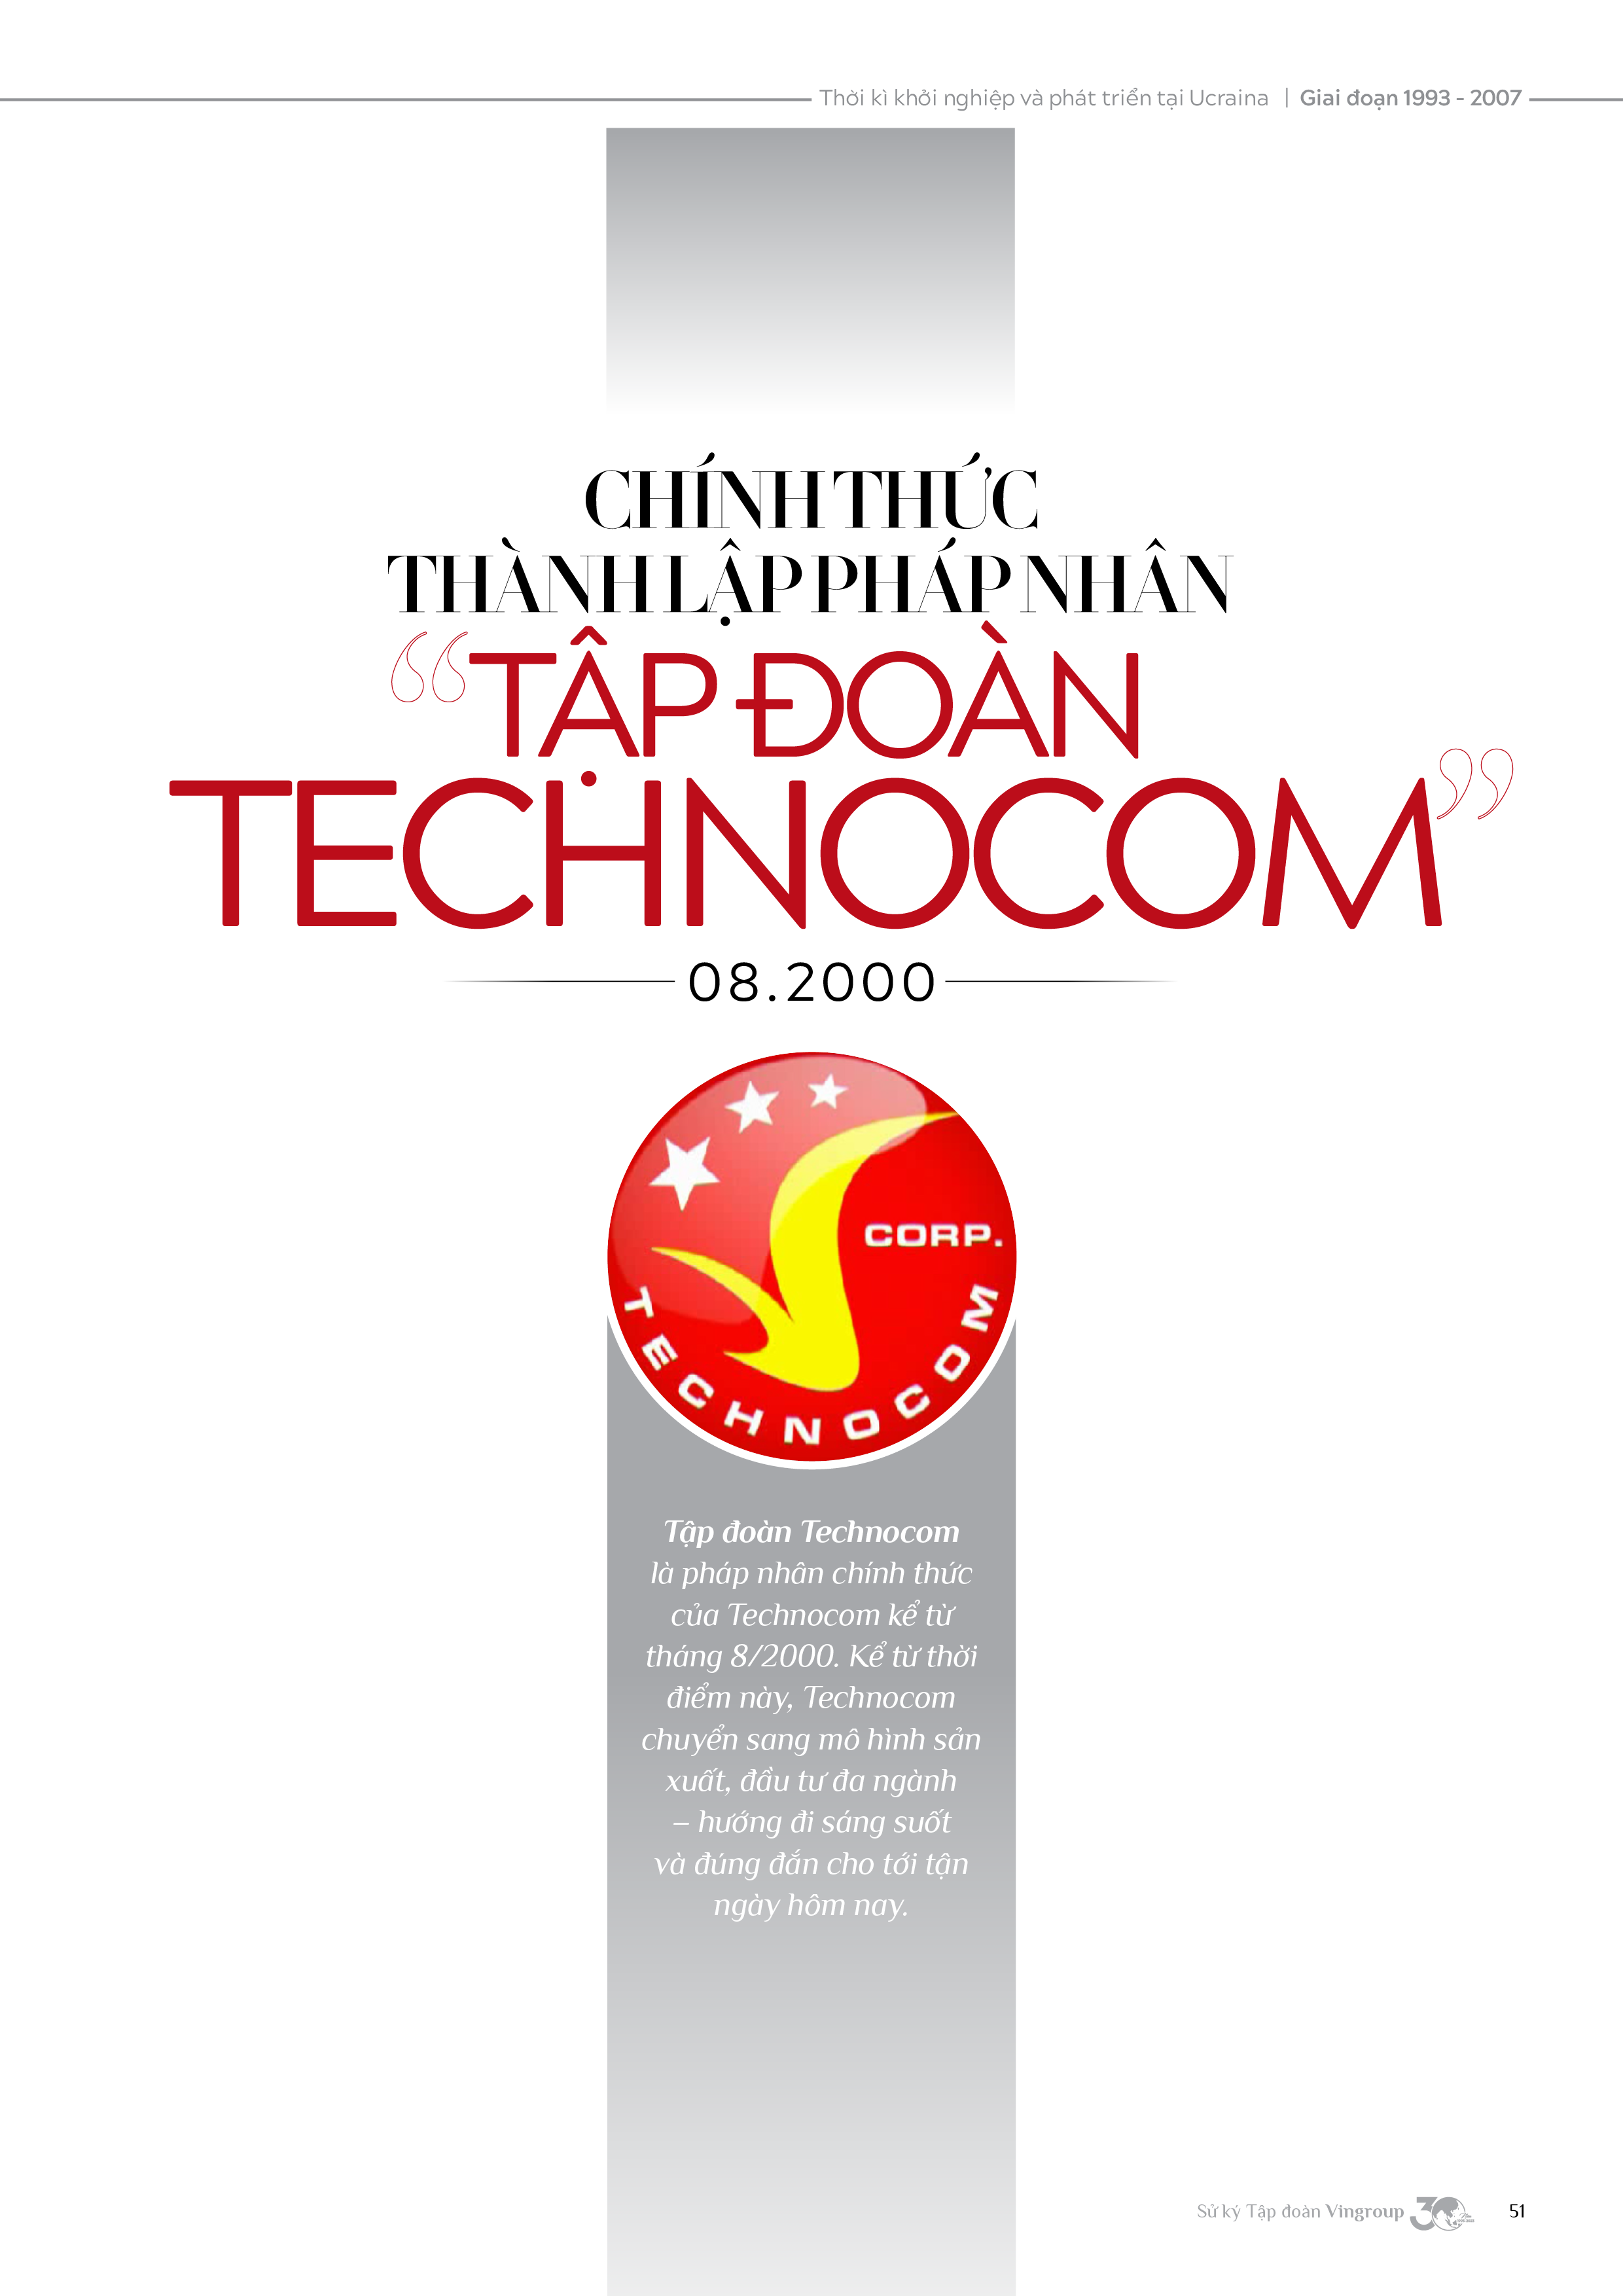 Thời kì khởi nghiệp và phát triển tại Ucraina | Giai đoạn 1993 - 2007
CHÍNH THỨC
THÀNH LẬP PHÁP NHÂN
“TẬP ĐOÀN
TECHNOCOM”
08.2000
CORP.
TECHNOCOM
Tập đoàn Technocom
là pháp nhân chính thức
của Technocom kể từ
tháng 8/2000. Kể từ thời
điểm này, Technocom
chuyển sang mô hình sản
xuất, đầu tư đa ngành
– hướng đi sáng suốt
và đúng đắn cho tới tận
ngày hôm nay.
Sử ký Tập đoàn Vingroup 30 51